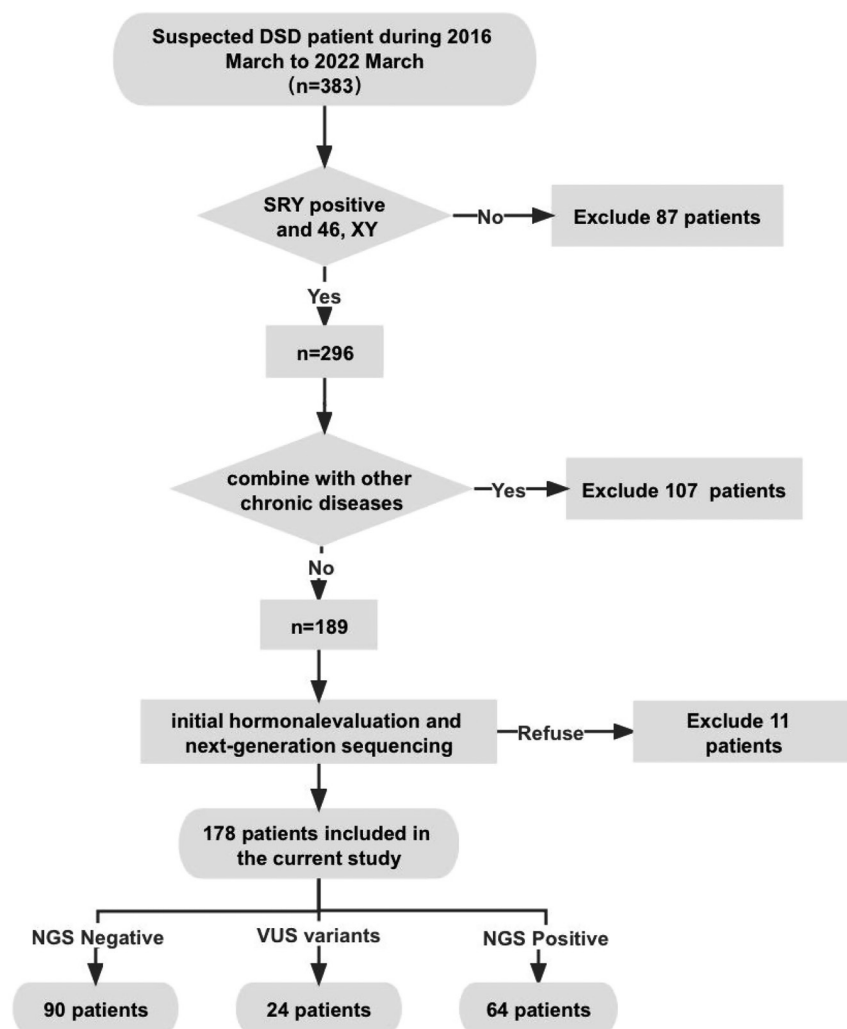 Suspected DSD patient during 2016
March to 2022 March
(n=383)
SRY positive
and 46, XY
No
Exclude 87 patients
Yes
n=296
combine with other
chronic diseases
Yes
Exclude 107 patients
No
n=189
initial hormonalevaluation and
next-generation sequencing
Refuse
Exclude 11
patients
178 patients included in
the current study
NGS Negative
VUS variants
NGS Positive
90 patients
24 patients
64 patients